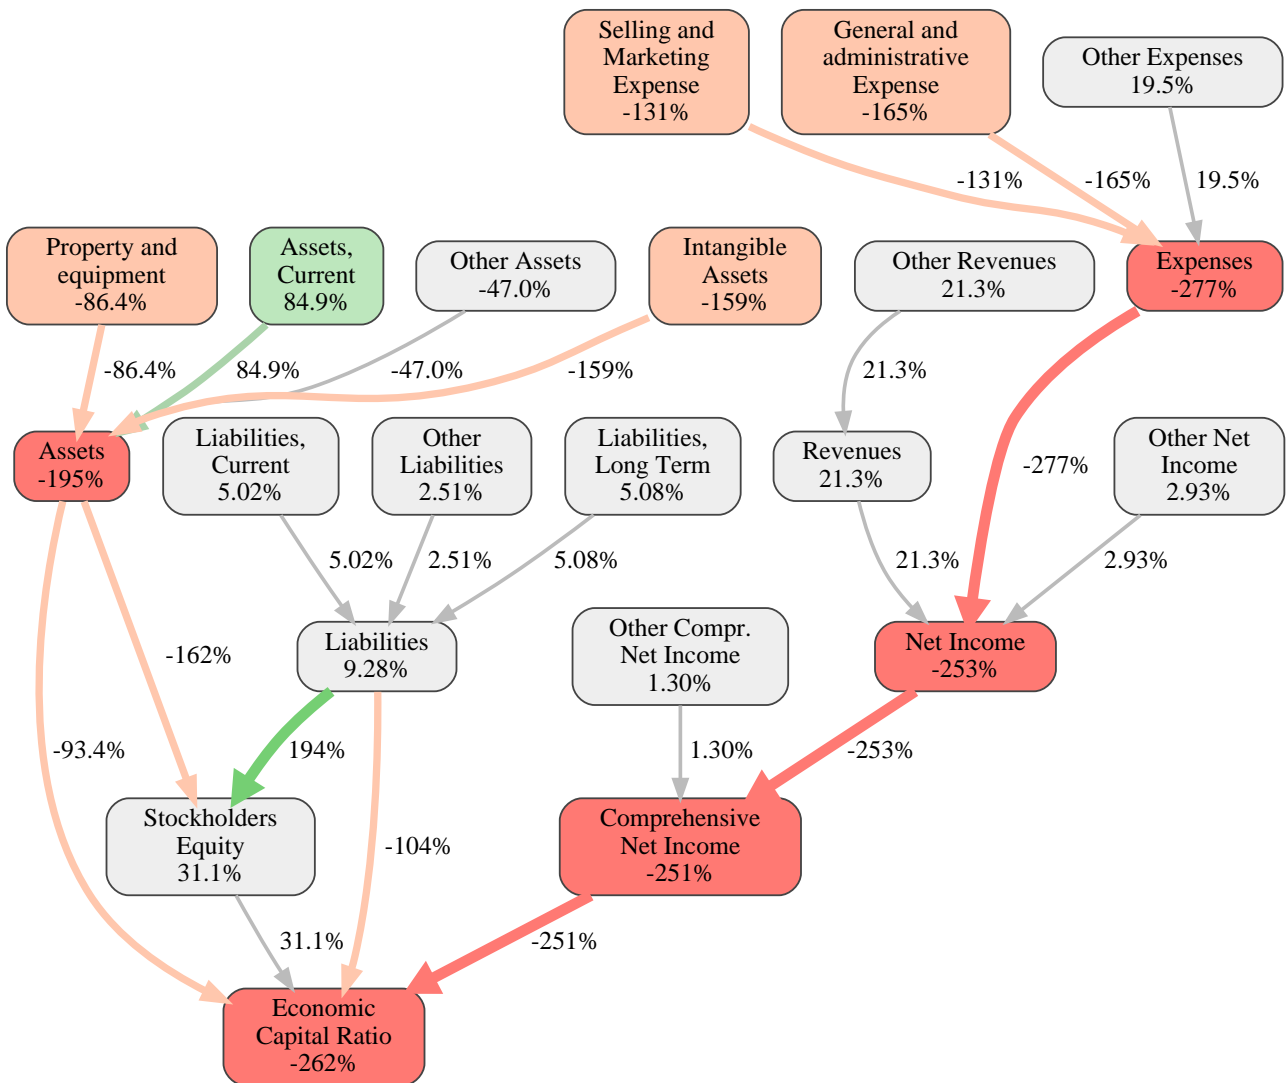 Selling and
Marketing
Expense
-131%
General and
administrative
Expense
-165%
Other Expenses
19.5%
-131%
-165%
19.5%
Property and
equipment
-86.4%
Assets,
Current
84.9%
Other Assets
-47.0%
Intangible
Assets
-159%
Other Revenues
21.3%
Expenses
-277%
-86.4%
84.9%
-47.0%
-159%
21.3%
-277%
Assets
-195%
Liabilities,
Current
5.02%
Other
Liabilities
2.51%
Liabilities,
Long Term
5.08%
Revenues
21.3%
Other Net
Income
2.93%
-162%
5.02%
2.51%
5.08%
21.3%
2.93%
Liabilities
9.28%
Other Compr.
Net Income
1.30%
Net Income
-253%
-93.4%
194%
-104%
1.30%
-253%
Stockholders
Equity
31.1%
Comprehensive
Net Income
-251%
31.1%
-251%
Economic
Capital Ratio
-262%